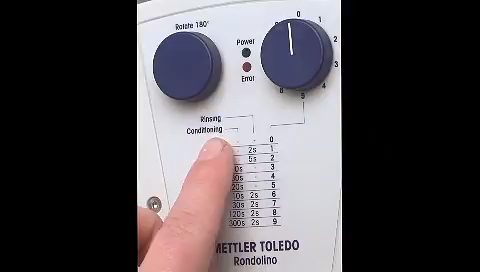 Rotate 180°
0
1
2
3
4
5
6
Power
Error
Rinsing
Conditioning
- 0
2s 1
5s 2
0s - 3
0s - 4
20s - 5
10s 2s 6
30s 2s 7
120s 2s 8
300s 2s 9
METTLER TOLEDO
Rondolino